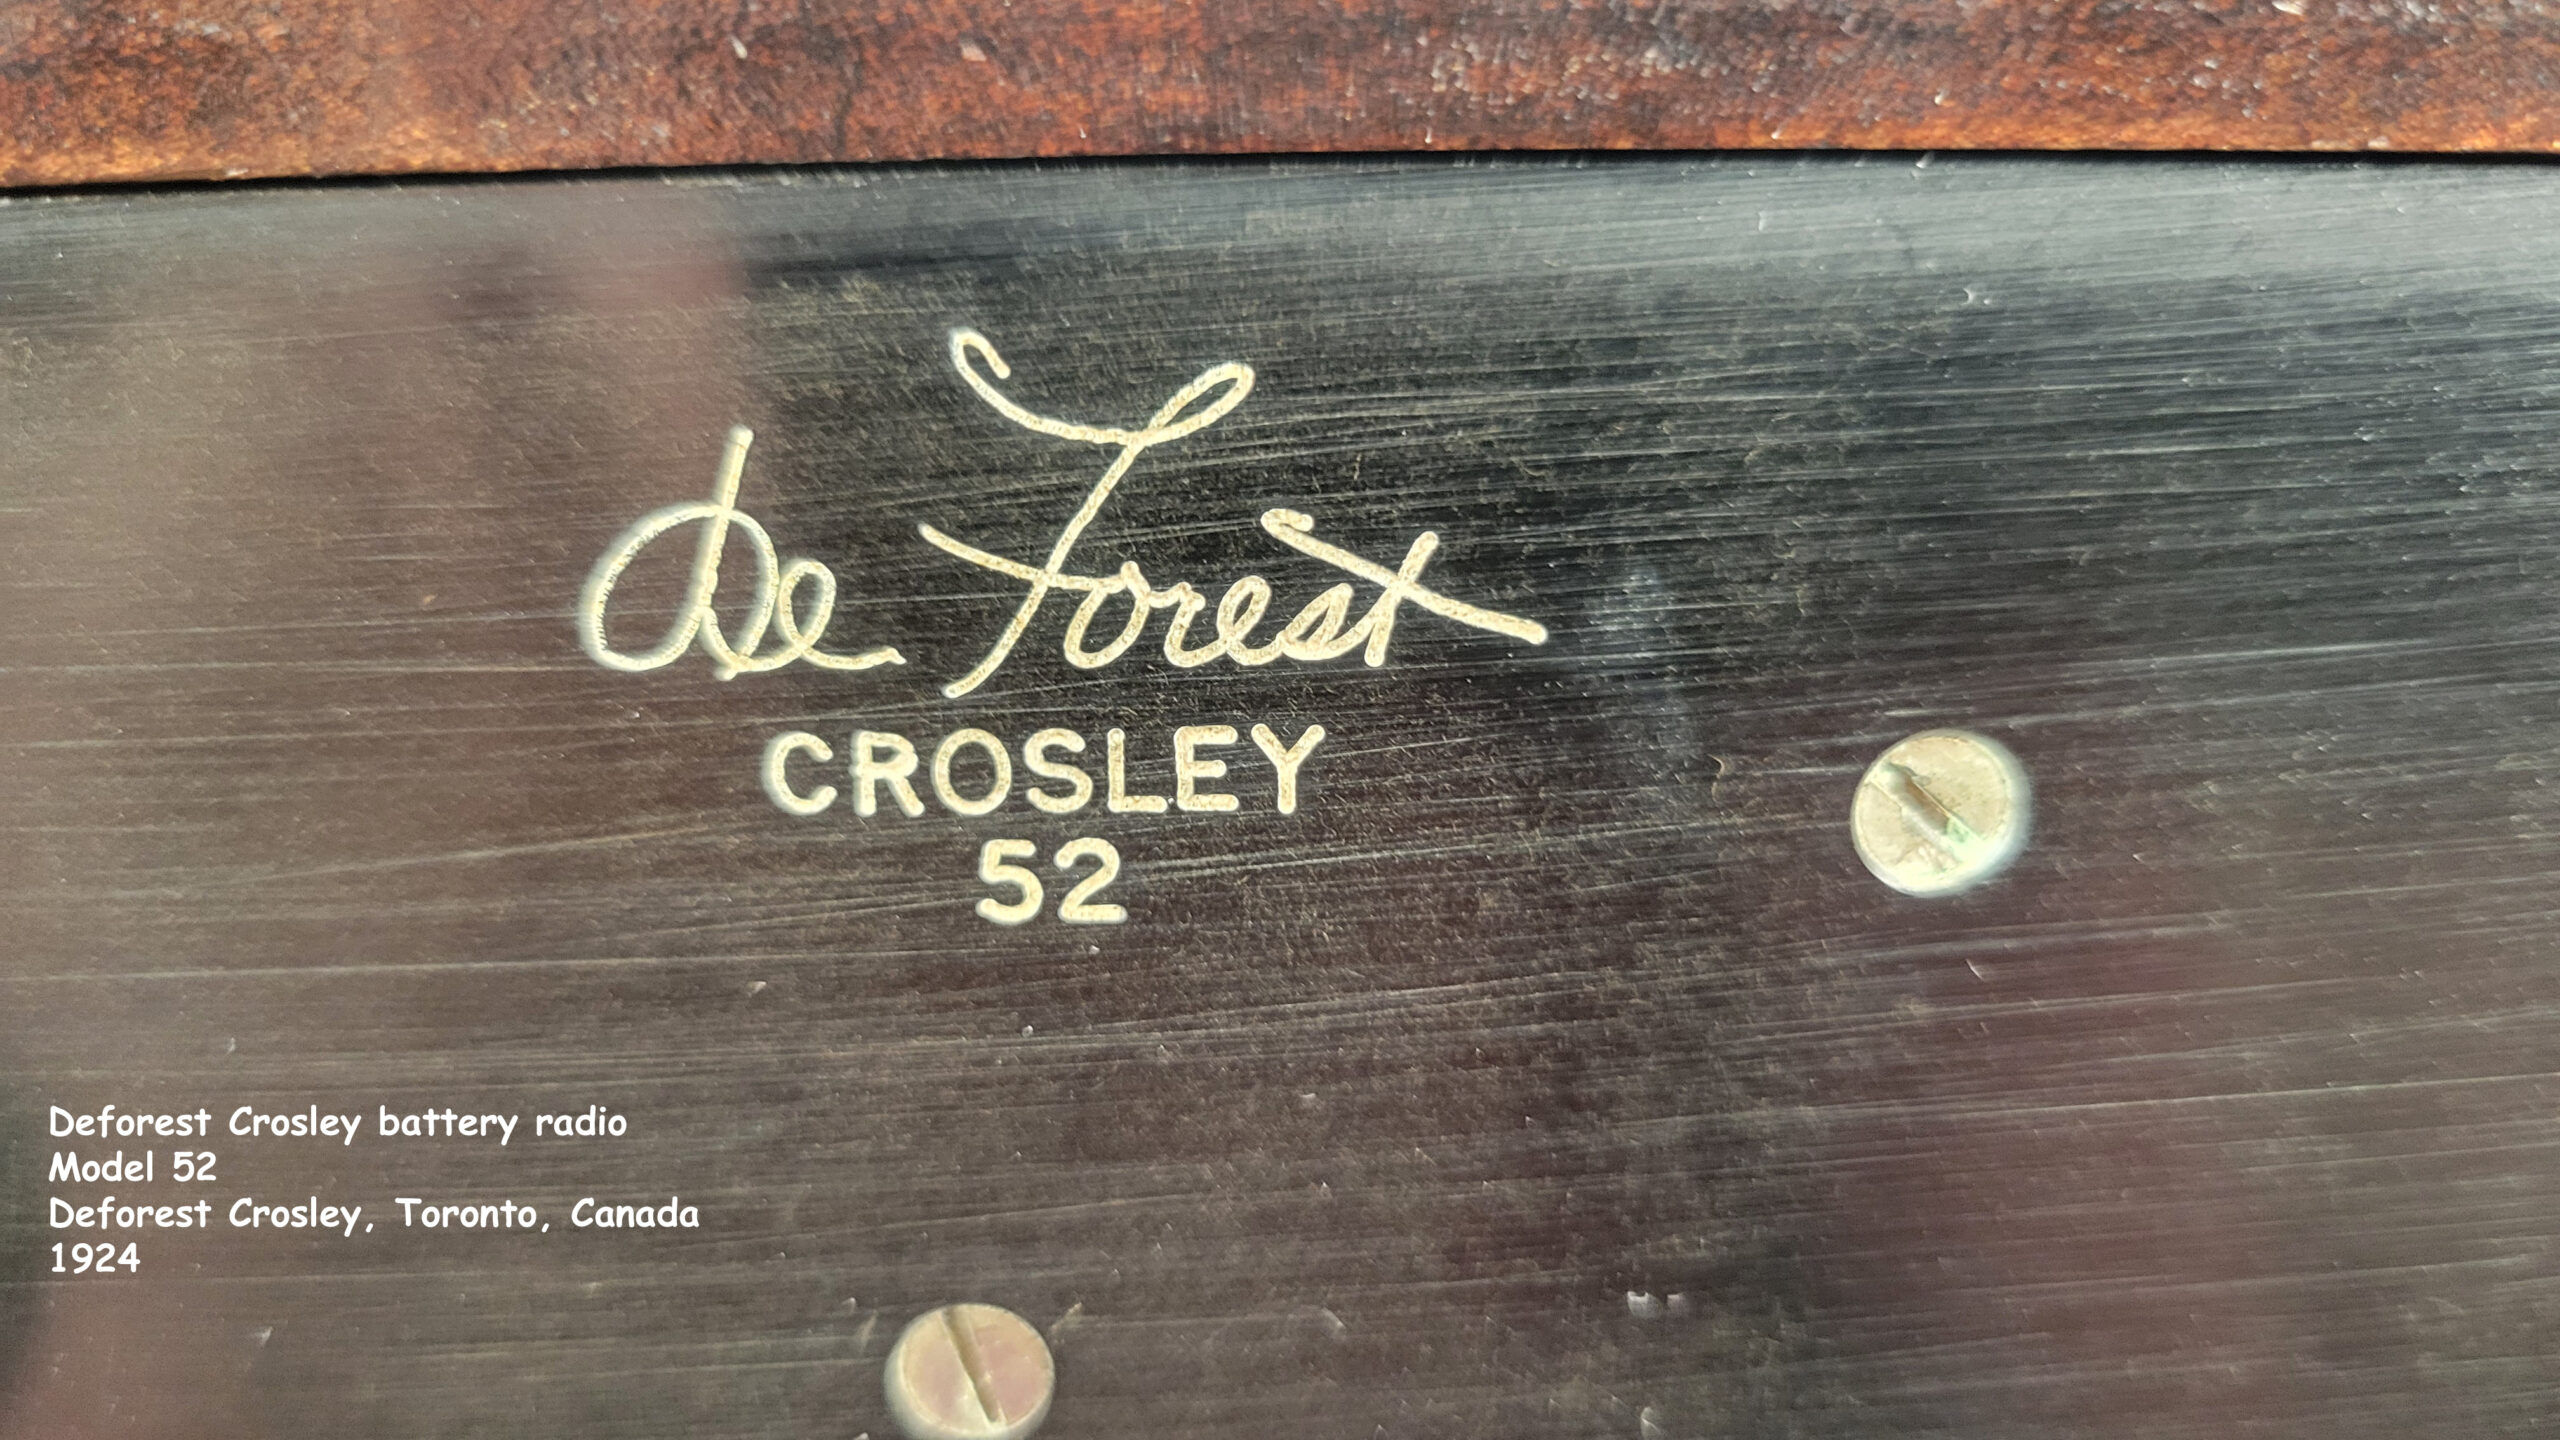 de Forest
CROSLEY
52
Deforest Crosley battery radio
Model 52
Deforest Crosley, Toronto, Canada
1924